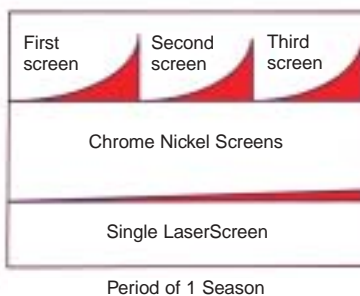 First
screen
Second
screen
Third
screen
Chrome Nickel Screens
Single LaserScreen
Period of 1 Season